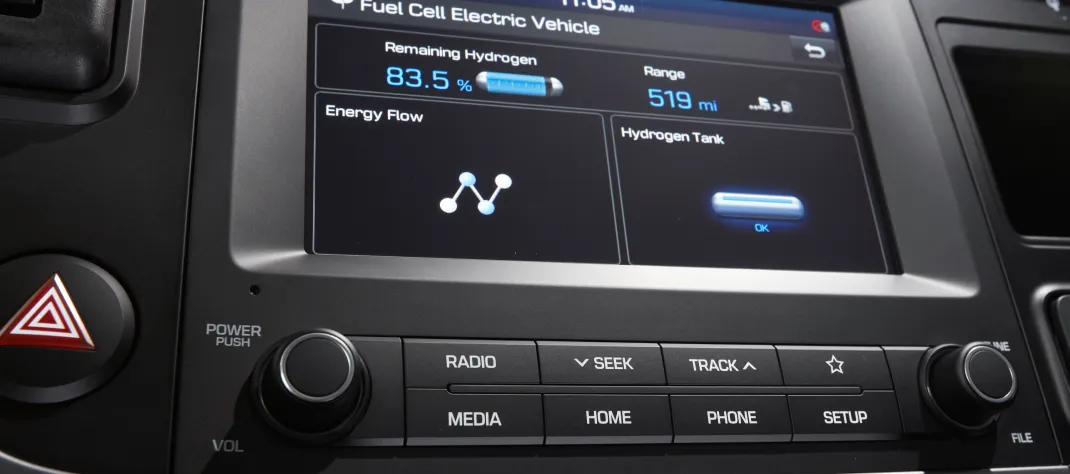 11:05 AM
Fuel Cell Electric Vehicle
Remaining Hydrogen
83.5 %
Range
519 mi
Energy Flow
Hydrogen Tank
OK
POWER
PUSH
VOL
RADIO
SEEK
TRACK
MEDIA
HOME
PHONE
SETUP
FILE